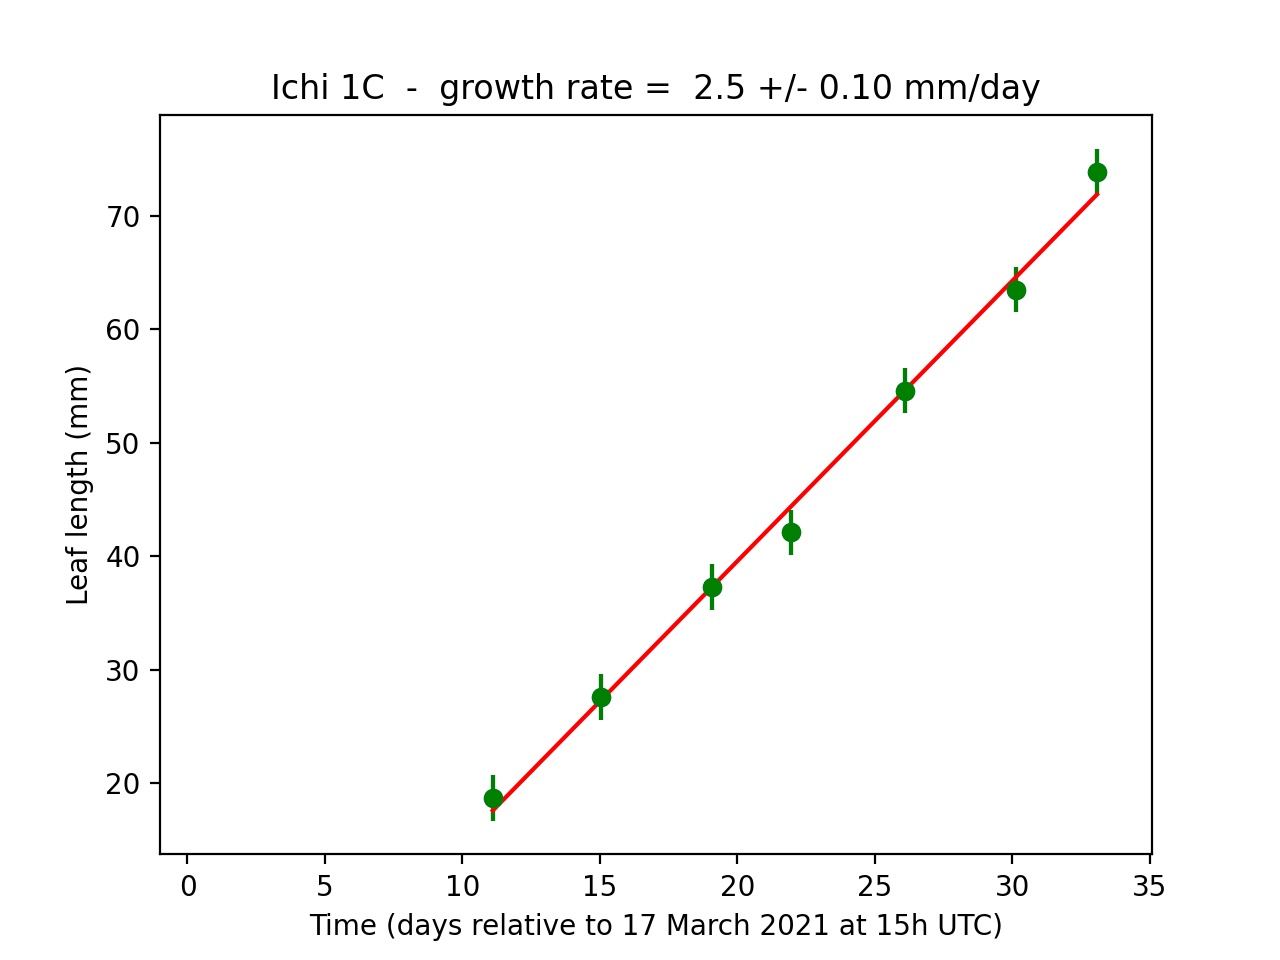 Ichi 1C - growth rate = 2.5 +/- 0.10 mm/day
70
60
50
40
30
20
Leaf length (mm)
0 5 10 15 20 25 30 35
Time (days relative to 17 March 2021 at 15h UTC)